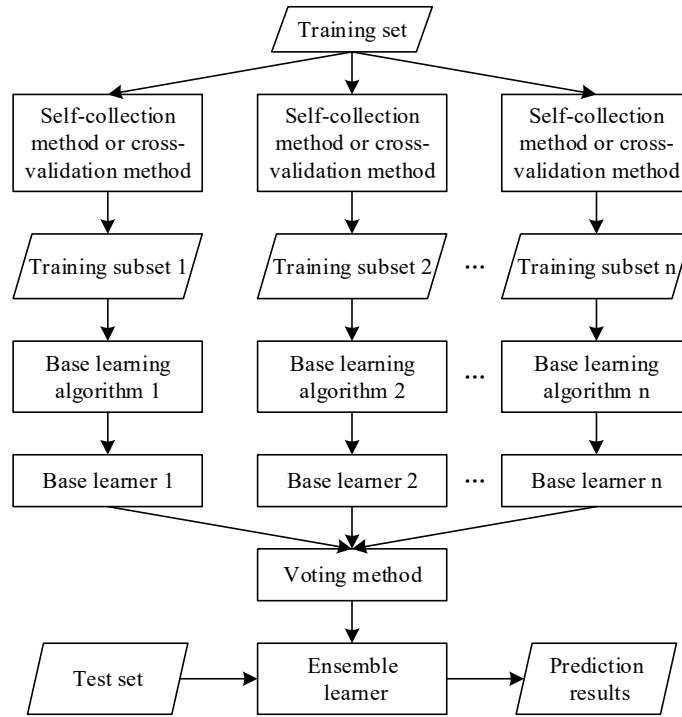 Training set
Self-collection
method or cross-
validation method
Self-collection
method or cross-
validation method
Self-collection
method or cross-
validation method
Training subset 1
Training subset 2
...
Training subset n
Base learning
algorithm 1
Base learning
algorithm 2
...
Base learning
algorithm n
Base learner 1
Base learner 2
...
Base learner n
Voting method
Test set
Ensemble
learner
Prediction
results